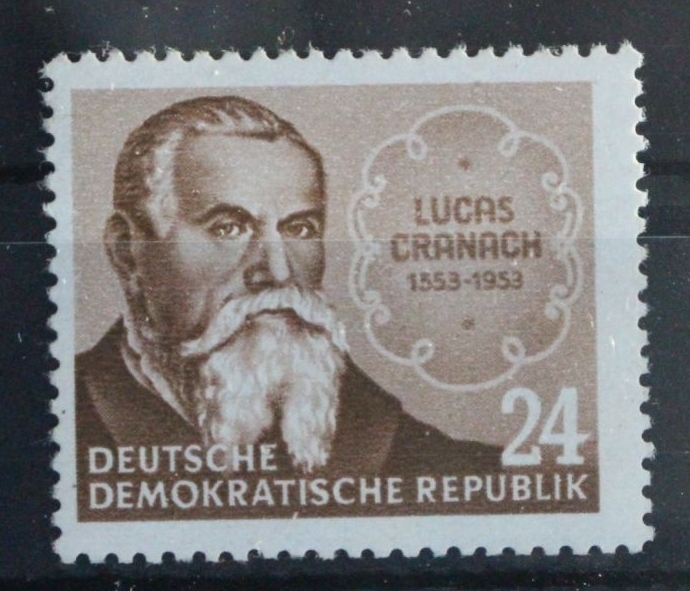 LUCAS
CRANACH
1553-1953
24
DEUTSCHE
DEMOKRATISCHE REPUBLIK